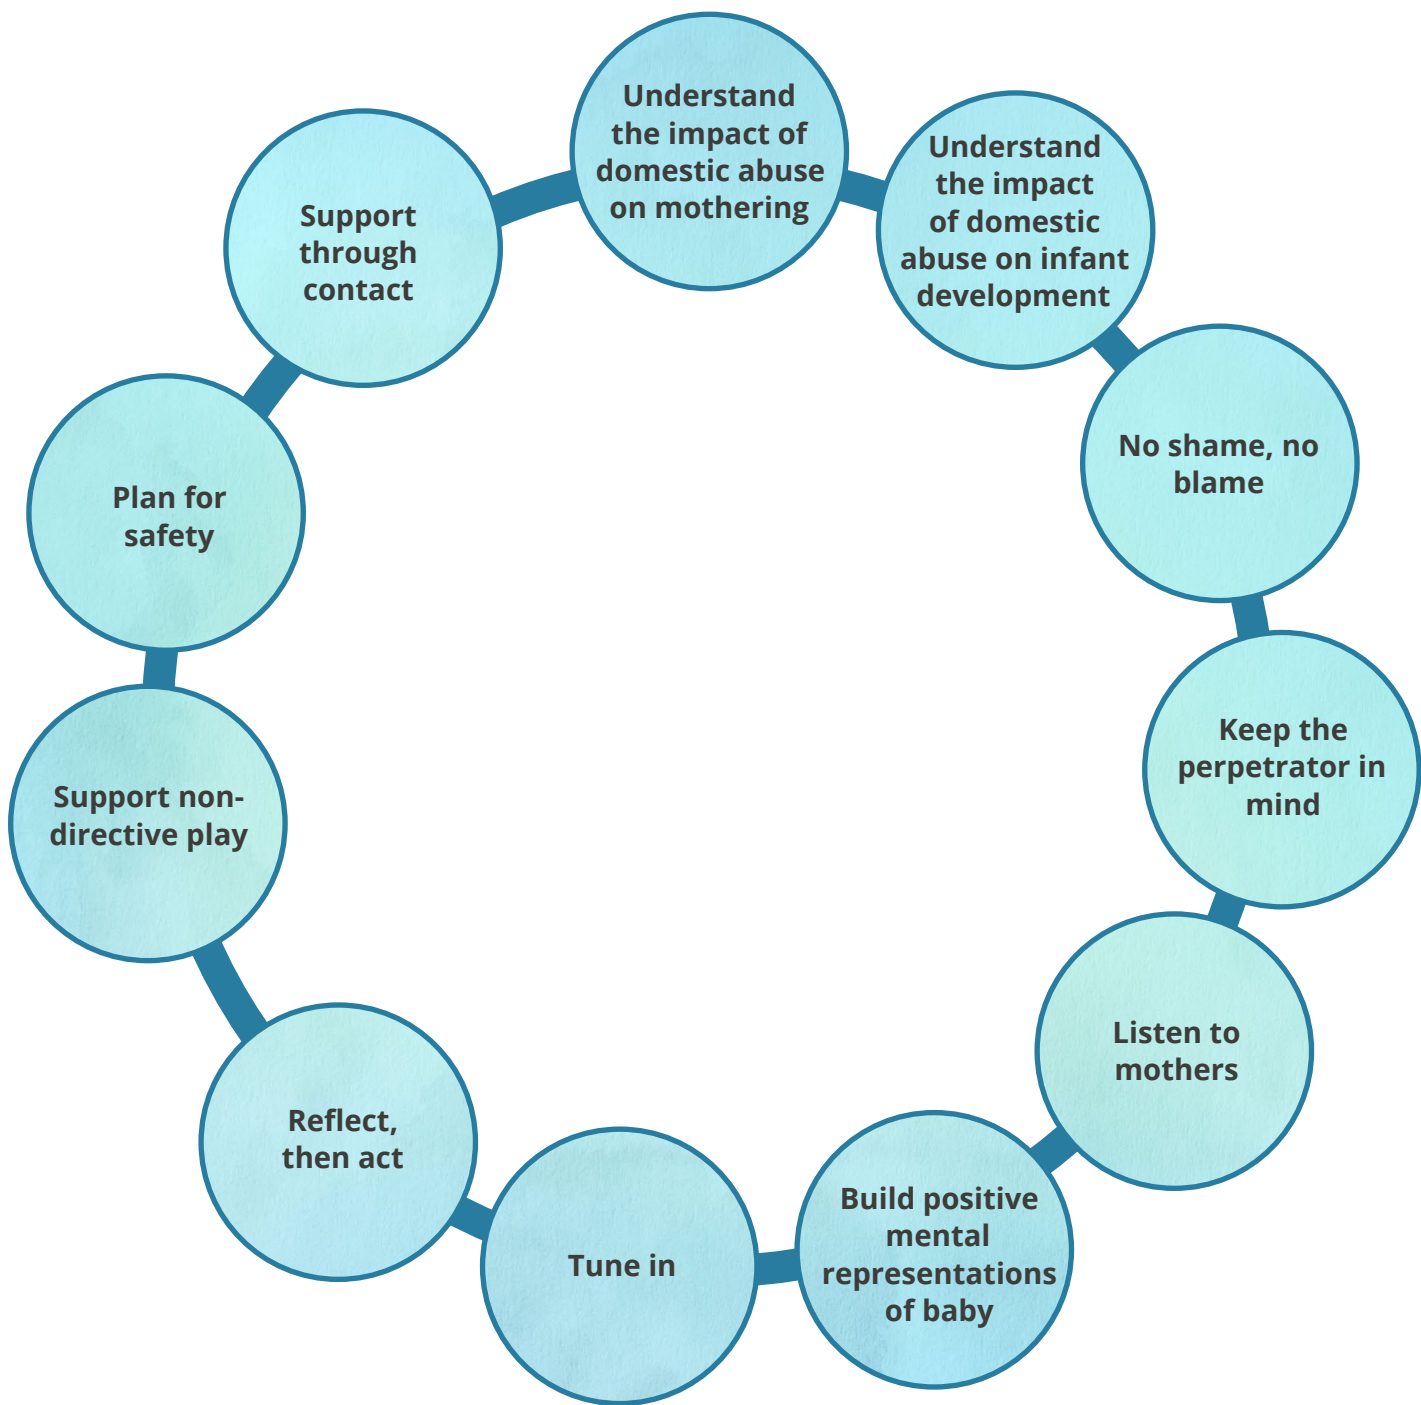 Understand
the impact of
domestic abuse
on mothering
Understand
the impact
of domestic
abuse on infant
development
No shame, no
blame
Keep the
perpetrator in
mind
Listen to
mothers
Build positive
mental
representations
of baby
Tune in
Reflect,
then act
Support non-
directive play
Plan for
safety
Support
through
contact